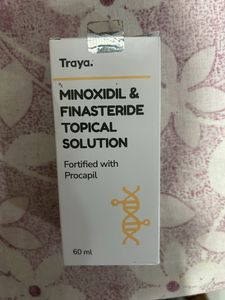 Traya.
MINOXIDIL &
FINASTERIDE
TOPICAL
SOLUTION
Fortified with
Procapil
60 ml